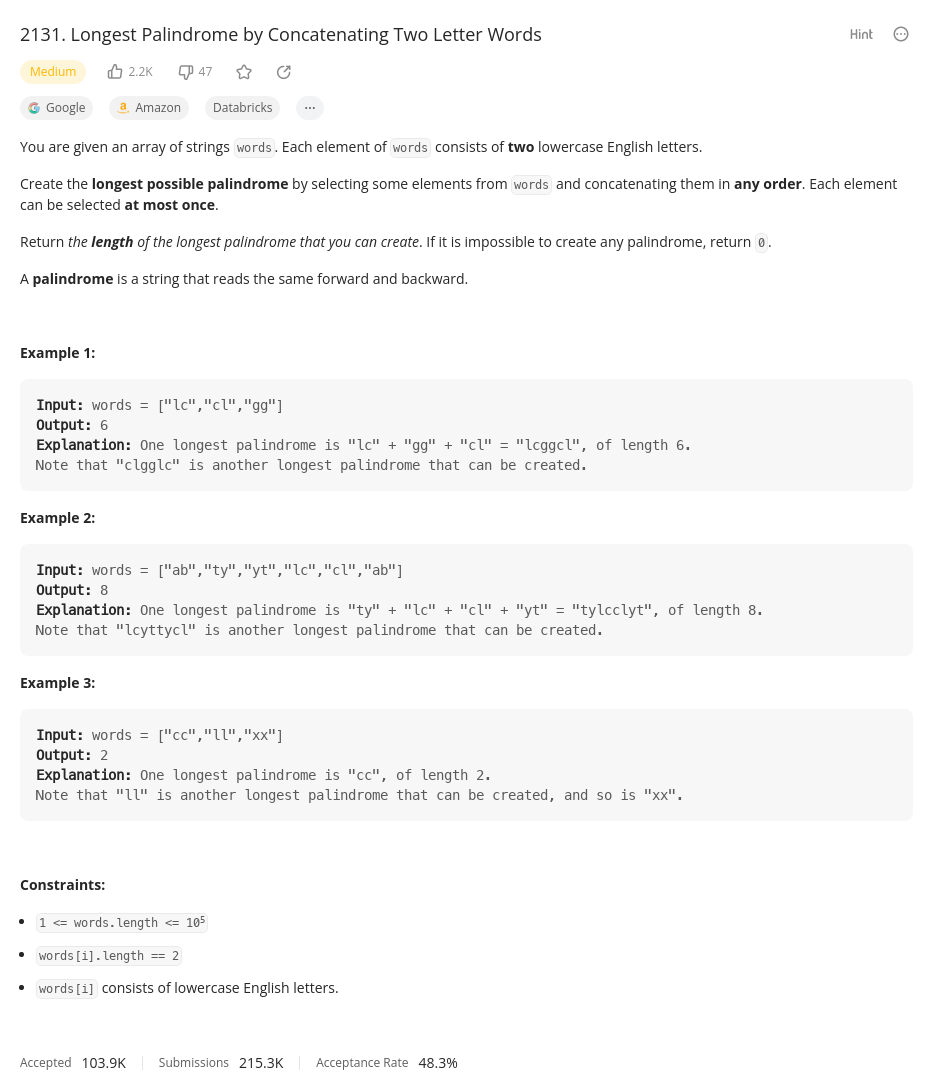 2131. Longest Palindrome by Concatenating Two Letter Words
Hint
Medium 2.2K 47
Google Amazon Databricks ...
You are given an array of strings words. Each element of words consists of two lowercase English letters.
Create the longest possible palindrome by selecting some elements from words and concatenating them in any order. Each element
can be selected at most once.
Return the length of the longest palindrome that you can create. If it is impossible to create any palindrome, return 0.
A palindrome is a string that reads the same forward and backward.
Example 1:
Input: words = ["lc","cl","gg"]
Output: 6
Explanation: One longest palindrome is "lc" + "gg" + "cl" = "lcggcl", of length 6.
Note that "clgglc" is another longest palindrome that can be created.
Example 2:
Input: words = ["ab","ty","yt","lc","cl","ab"]
Output: 8
Explanation: One longest palindrome is "ty" + "lc" + "cl" + "yt" = "tylcclyt", of length 8.
Note that "lcyttycl" is another longest palindrome that can be created.
Example 3:
Input: words = ["cc","ll","xx"]
Output: 2
Explanation: One longest palindrome is "cc", of length 2.
Note that "ll" is another longest palindrome that can be created, and so is "xx".
Constraints:
• 1 <= words.length <= 10⁵
• words[i].length == 2
• words[i] consists of lowercase English letters.
Accepted 103.9K Submissions 215.3K Acceptance Rate 48.3%